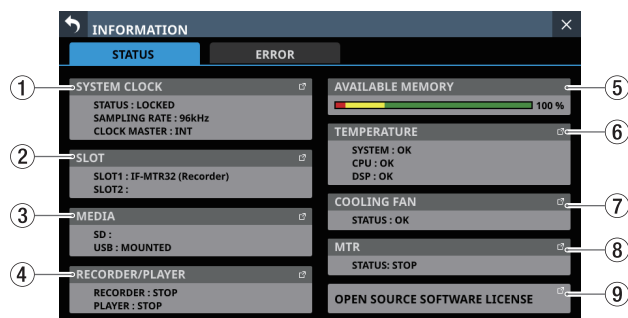 INFORMATION
STATUS
ERROR
1
SYSTEM CLOCK
STATUS : LOCKED
SAMPLING RATE : 96kHz
CLOCK MASTER : INT
2
SLOT
SLOT1 : IF-MTR32 (Recorder)
SLOT2 :
3
MEDIA
SD :
USB : MOUNTED
4
RECORDER/PLAYER
RECORDER : STOP
PLAYER : STOP
AVAILABLE MEMORY
5
100 %
TEMPERATURE
6
SYSTEM : OK
CPU : OK
DSP : OK
COOLING FAN
7
STATUS : OK
MTR
8
STATUS: STOP
OPEN SOURCE SOFTWARE LICENSE
9